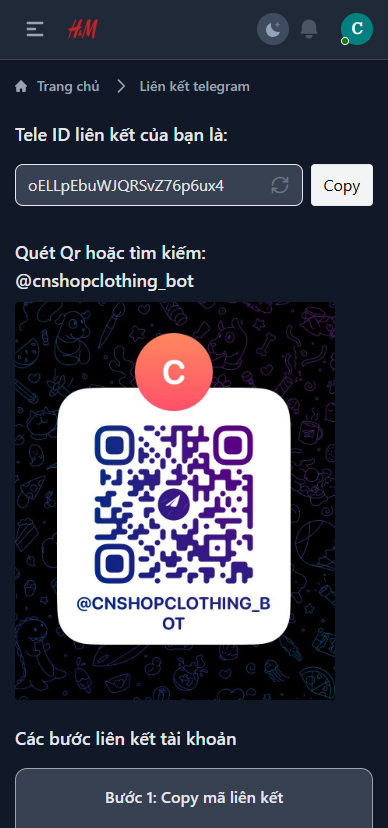 H&M
C
Trang chủ
Liên kết telegram
Tele ID liên kết của bạn là:
oELLpEbuWJQRSvZ76p6ux4
Copy
Quét Qr hoặc tìm kiếm:
@cnshopclothing_bot
C
@CNSHOPCLOTHING_B
OT
Các bước liên kết tài khoản
Bước 1: Copy mã liên kết